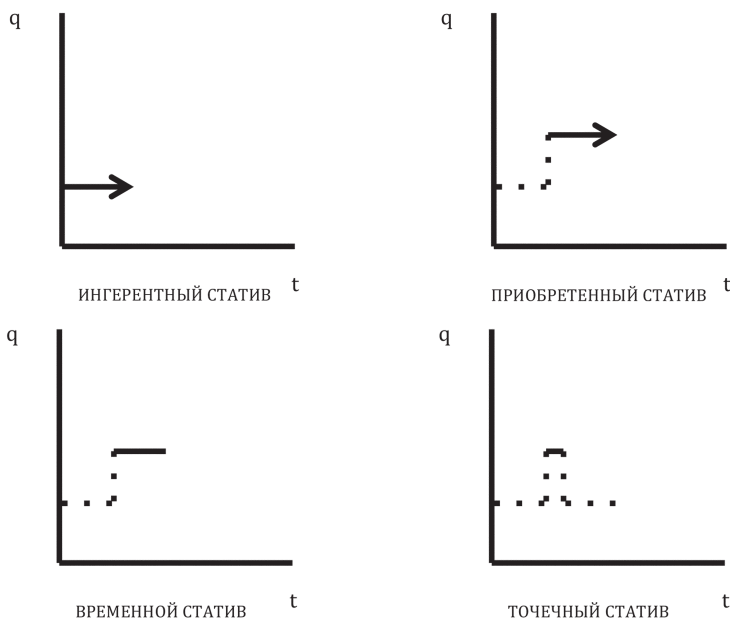 q
q
t
t
ИНГЕРЕНТНЫЙ СТАТИВ
ПРИОБРЕТЕННЫЙ СТАТИВ
q
q
t
t
ВРЕМЕННОЙ СТАТИВ
ТОЧЕЧНЫЙ СТАТИВ